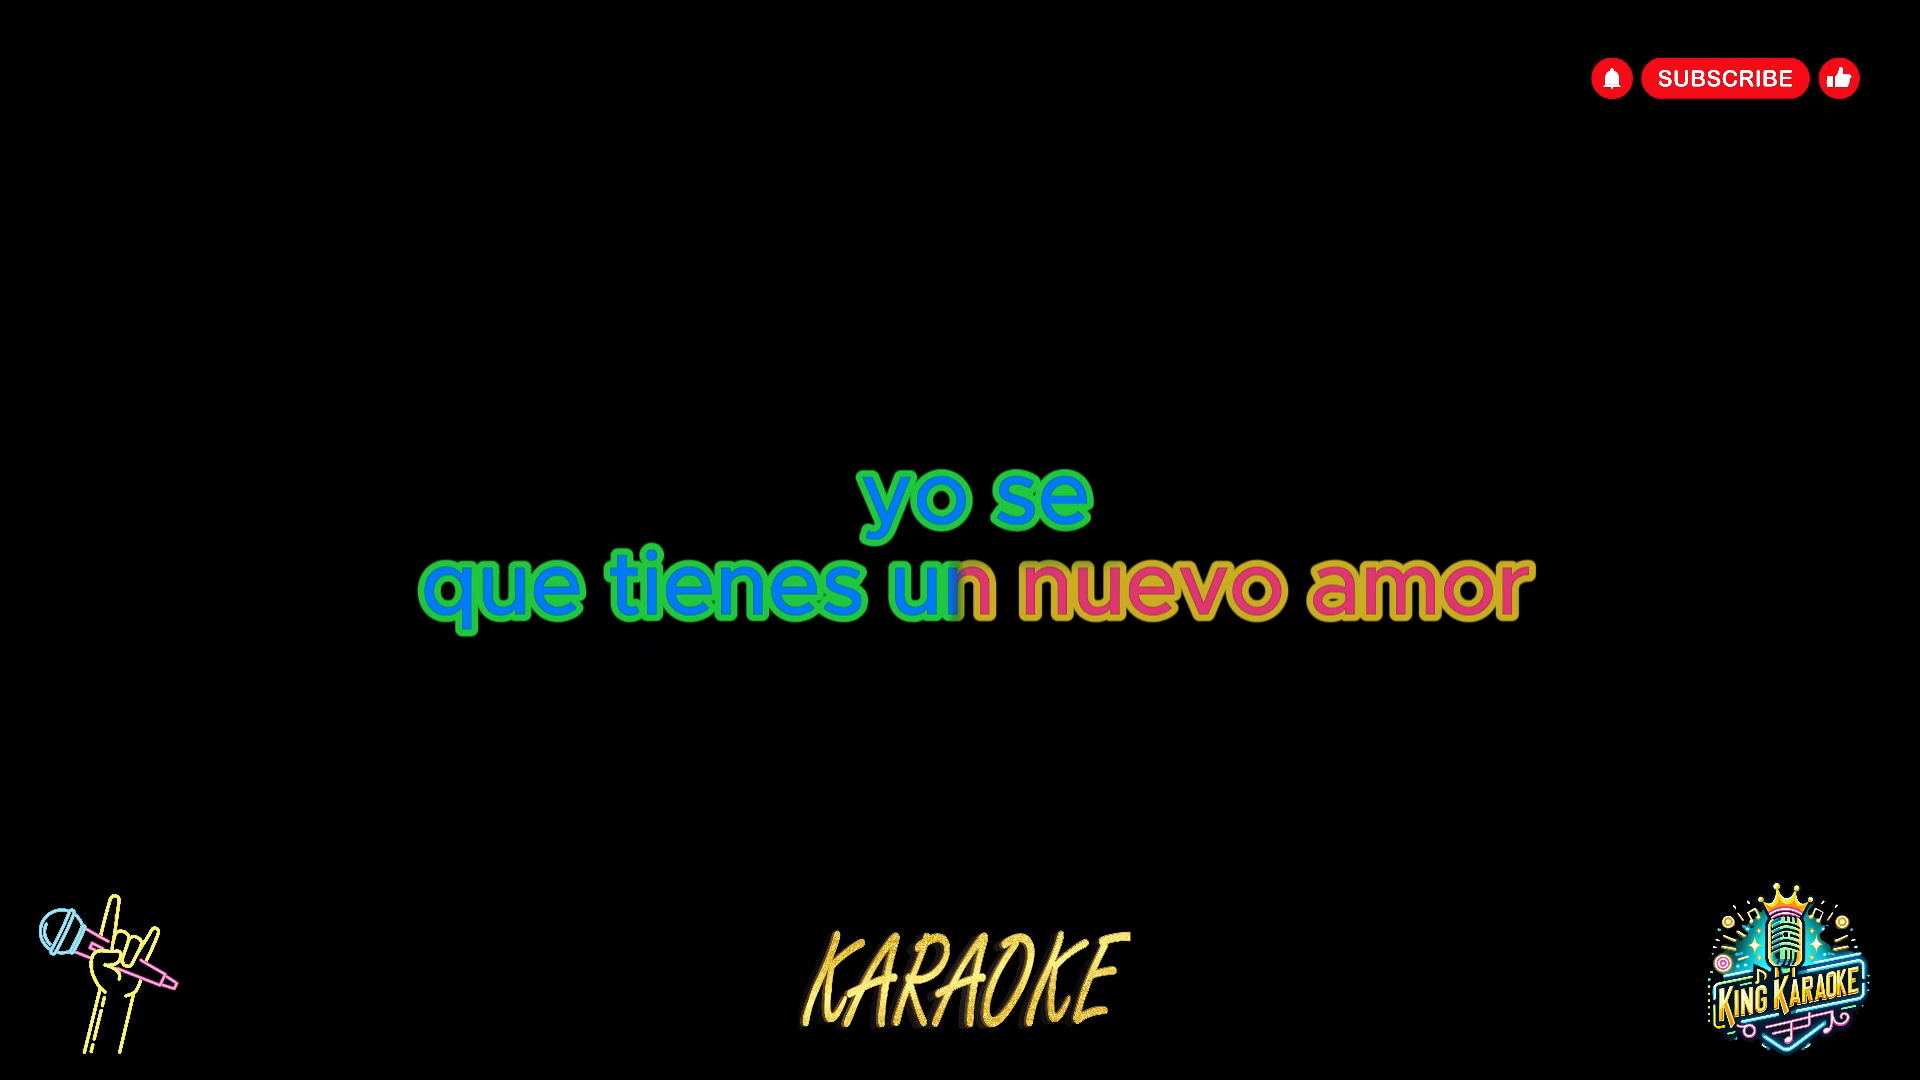 SUBSCRIBE
yo se
que tienes un nuevo amor
KARAOKE
KING KARAOKE